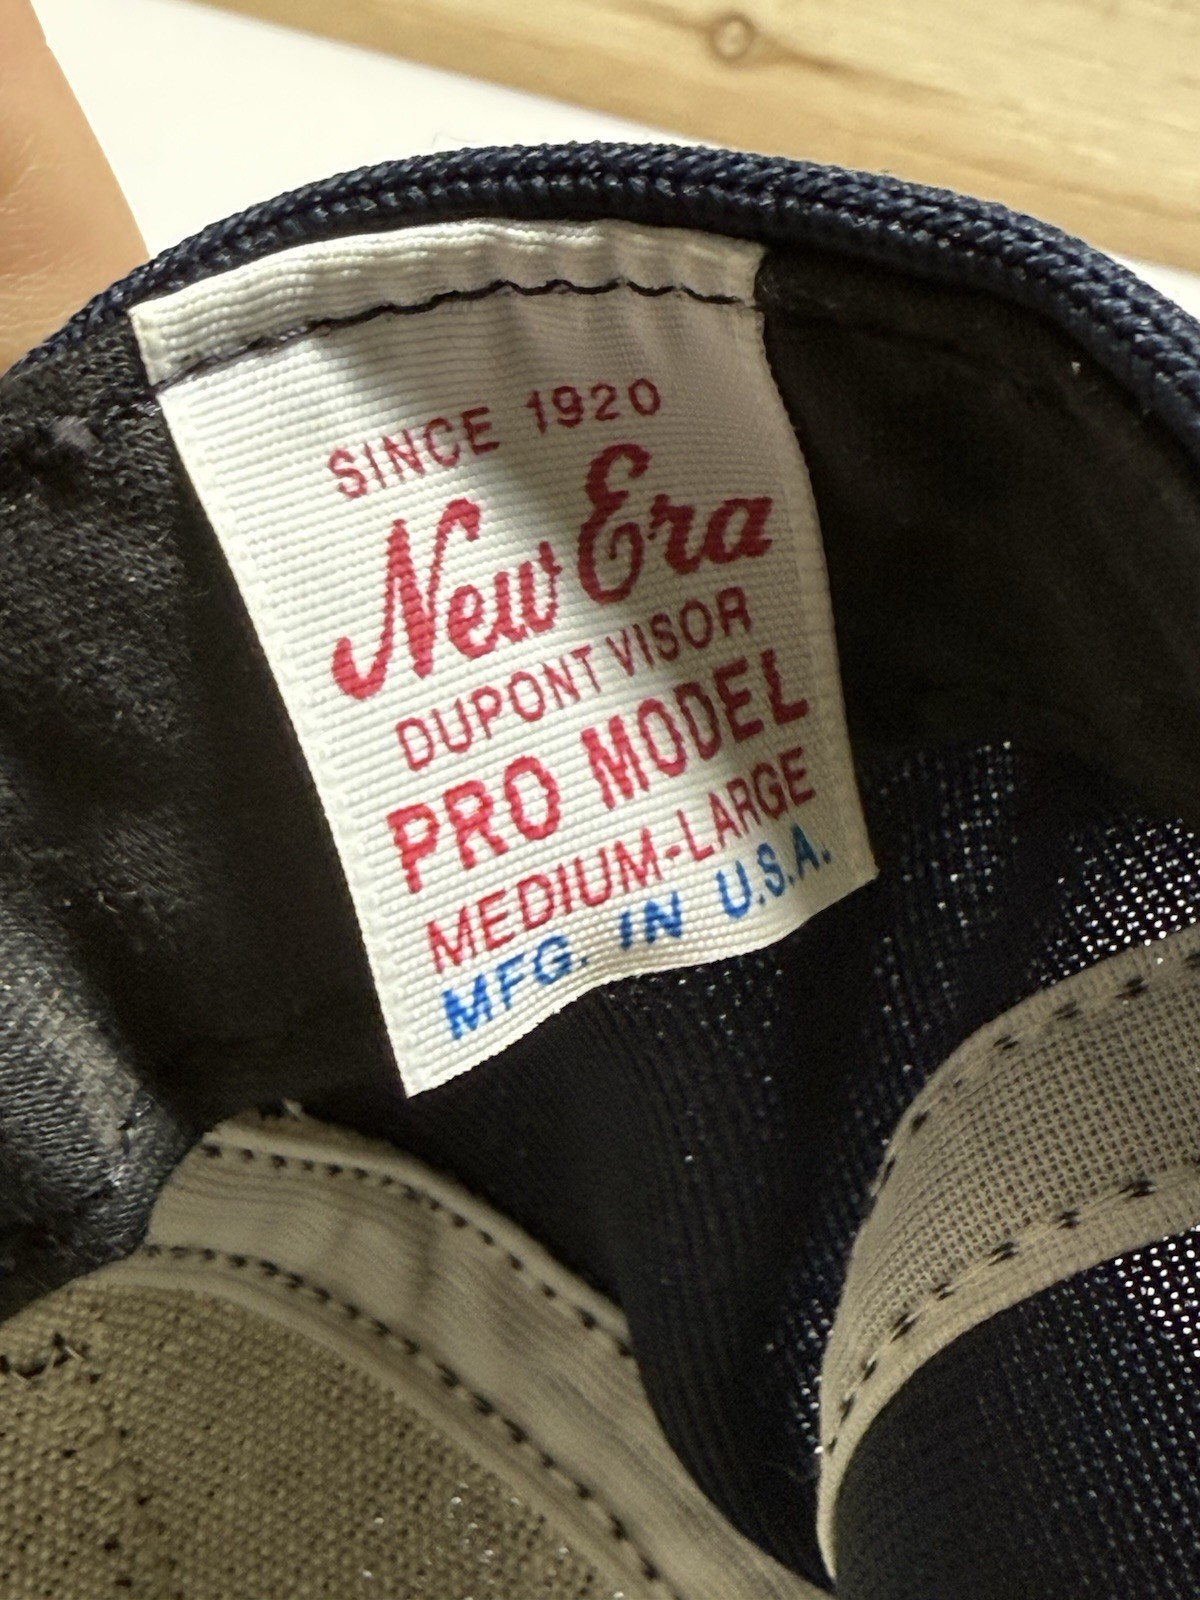 SINCE 1920
New Era
DUPONT VISOR
PRO MODEL
MEDIUM-LARGE
MFG. IN U.S.A.